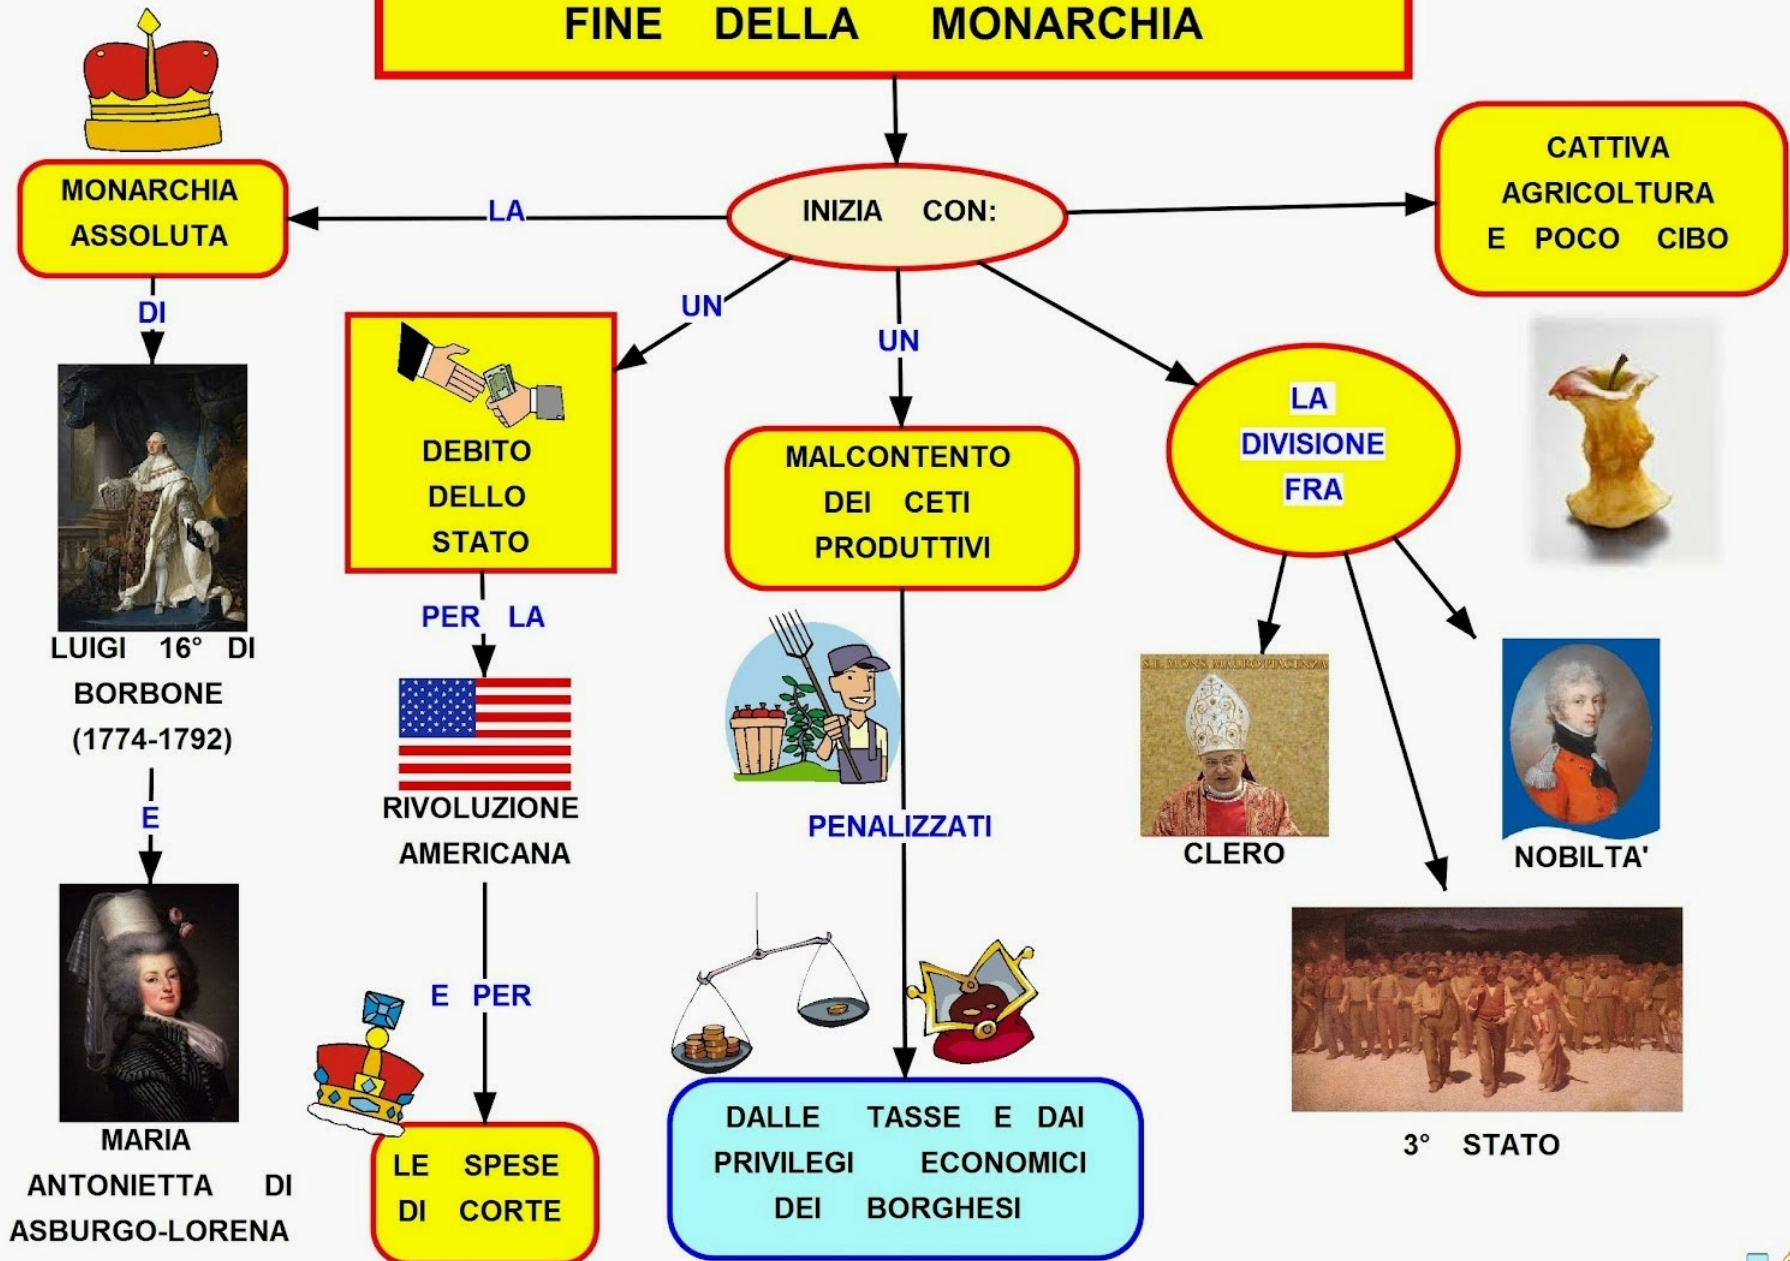 FINE DELLA MONARCHIA
INIZIA CON:
LA
MONARCHIA
ASSOLUTA
DI
LUIGI 16° DI
BORBONE
(1774-1792)
E
MARIA
ANTONIETTA DI
ASBURGO-LORENA
UN
DEBITO
DELLO
STATO
PER LA
RIVOLUZIONE
AMERICANA
E PER
LE SPESE
DI CORTE
UN
MALCONTENTO
DEI CETI
PRODUTTIVI
PENALIZZATI
DALLE TASSE E DAI
PRIVILEGI ECONOMICI
DEI BORGHESI
LA
DIVISIONE
FRA
S.E. MONS. MAURO PIACENZA
CLERO
3° STATO
NOBILTA'
CATTIVA
AGRICOLTURA
E POCO CIBO